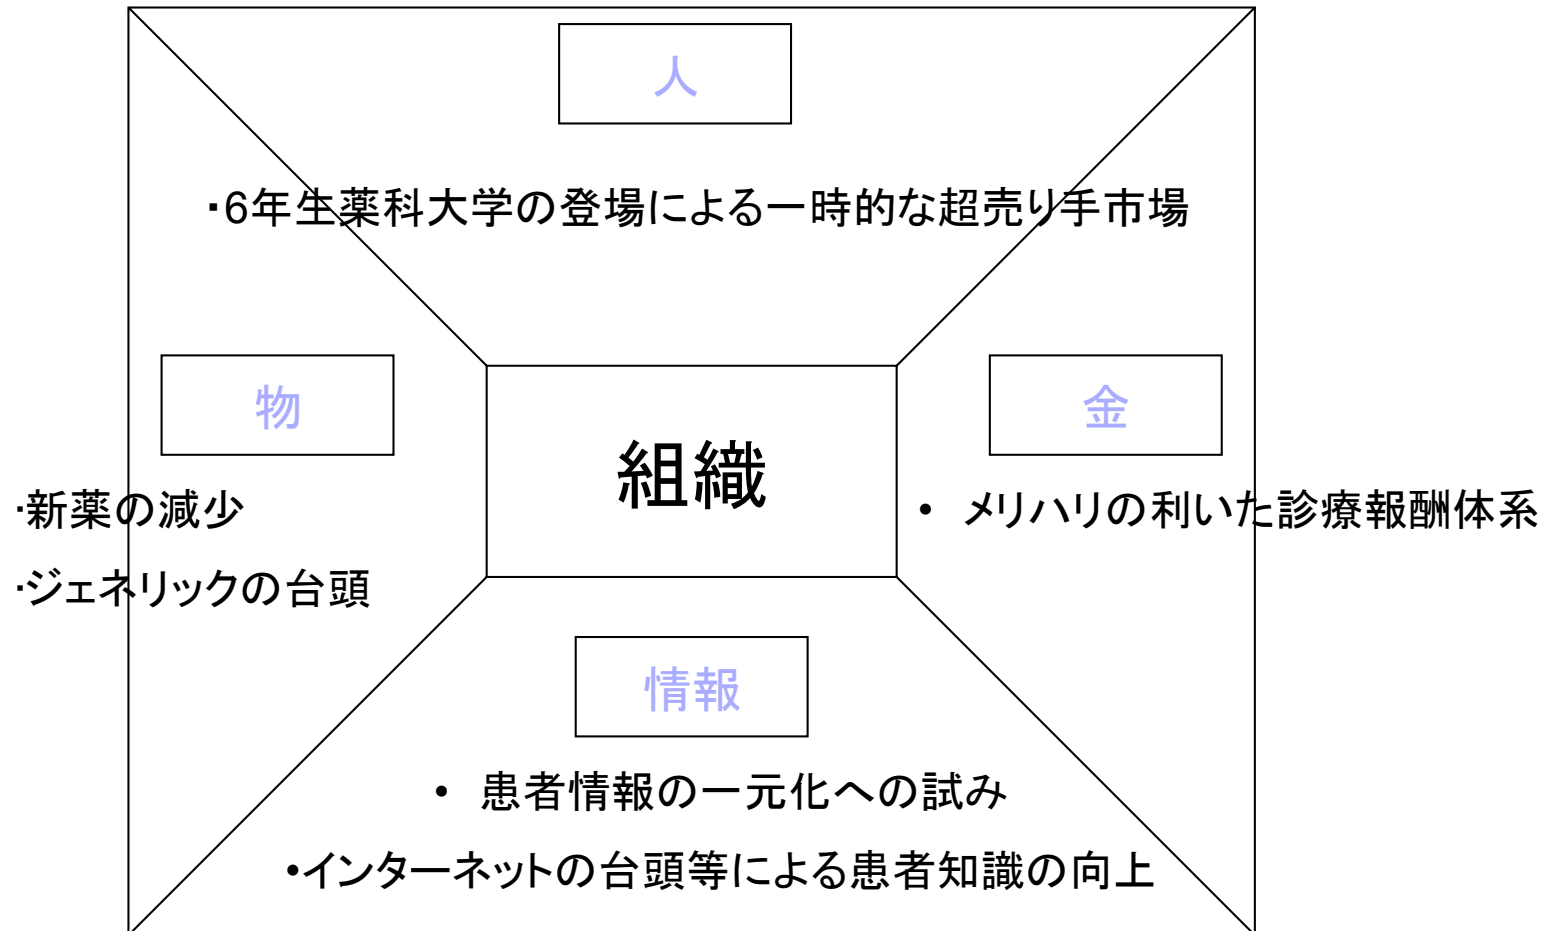 人
・6年生薬科大学の登場による一時的な超売り手市場
物
金
組織
・新薬の減少
・ジェネリックの台頭
• メリハリの利いた診療報酬体系
情報
• 患者情報の一元化への試み
•インターネットの台頭等による患者知識の向上